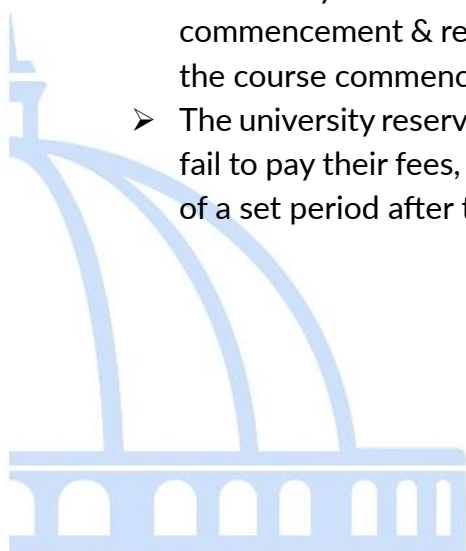 commencement & re
the course commenc
➢ The university reserv
fail to pay their fees,
of a set period after t